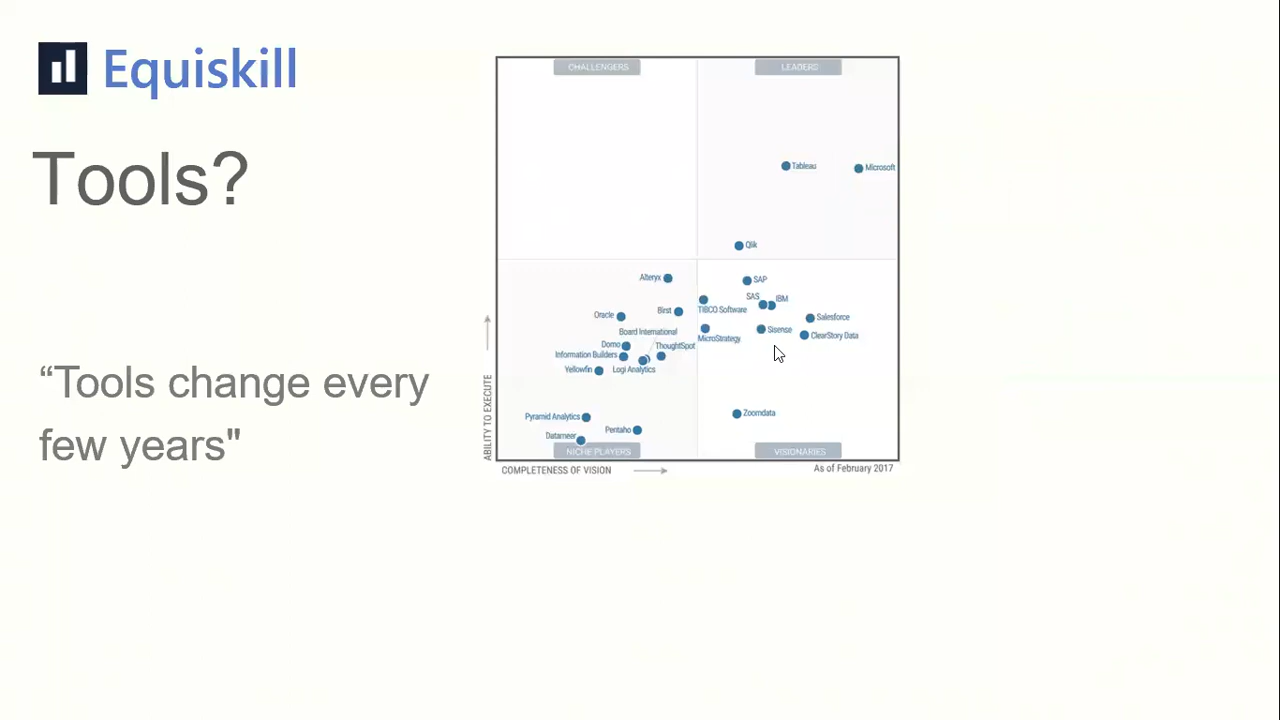 Equiskill
Tools?
“Tools change every
few years"
CHALLENGERS
LEADERS
Tableau
Microsoft
Qlik
Alteryx
SAP
SAS
IBM
Oracle
Birst
TIBCO Software
Salesforce
Board International
Sisense
ClearStory Data
MicroStrategy
Domo
ThoughtSpot
Information Builders
Yellowfin
Logi Analytics
Pyramid Analytics
Zoomdata
Pentaho
Datameer
NICHE PLAYERS
VISIONARIES
ABILITY TO EXECUTE
COMPLETENESS OF VISION
As of February 2017